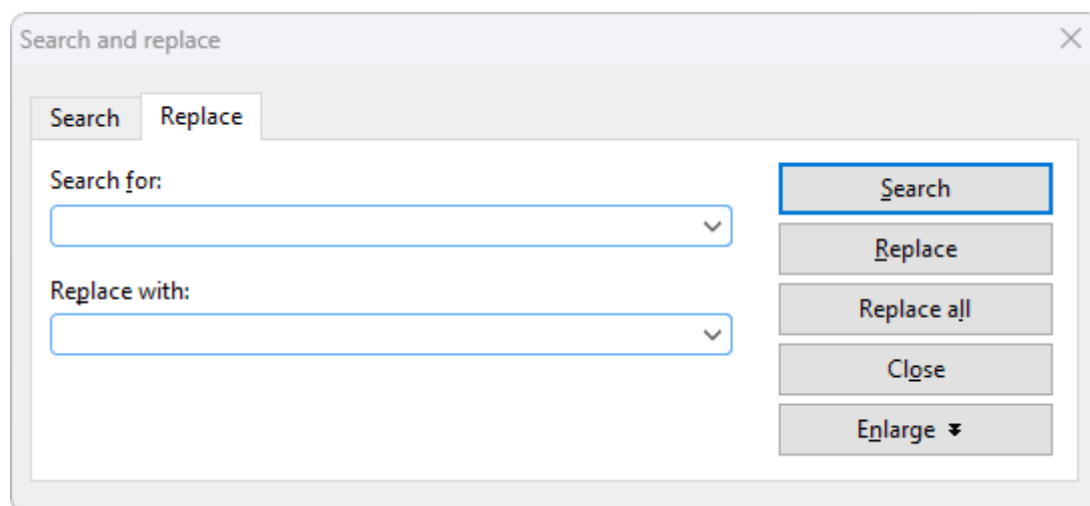 Search and replace
Search Replace
Search for:
Search
Replace
Replace with:
Replace all
Close
Enlarge